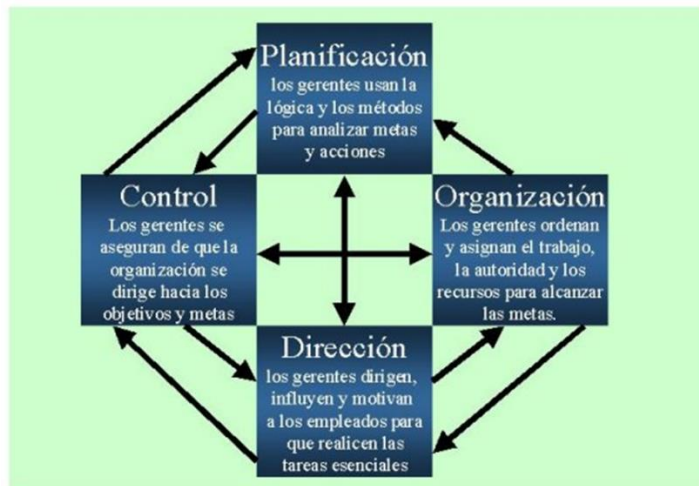 Planificación
los gerentes usan la
lógica y los métodos
para analizar metas
y acciones
Control
Los gerentes se
aseguran de que la
organización se
dirige hacia los
objetivos y metas
Organización
Los gerentes ordenan
y asignan el trabajo,
la autoridad y los
recursos para alcanzar
las metas.
Dirección
los gerentes dirigen,
influyen y motivan
a los empleados para
que realicen las
tareas esenciales